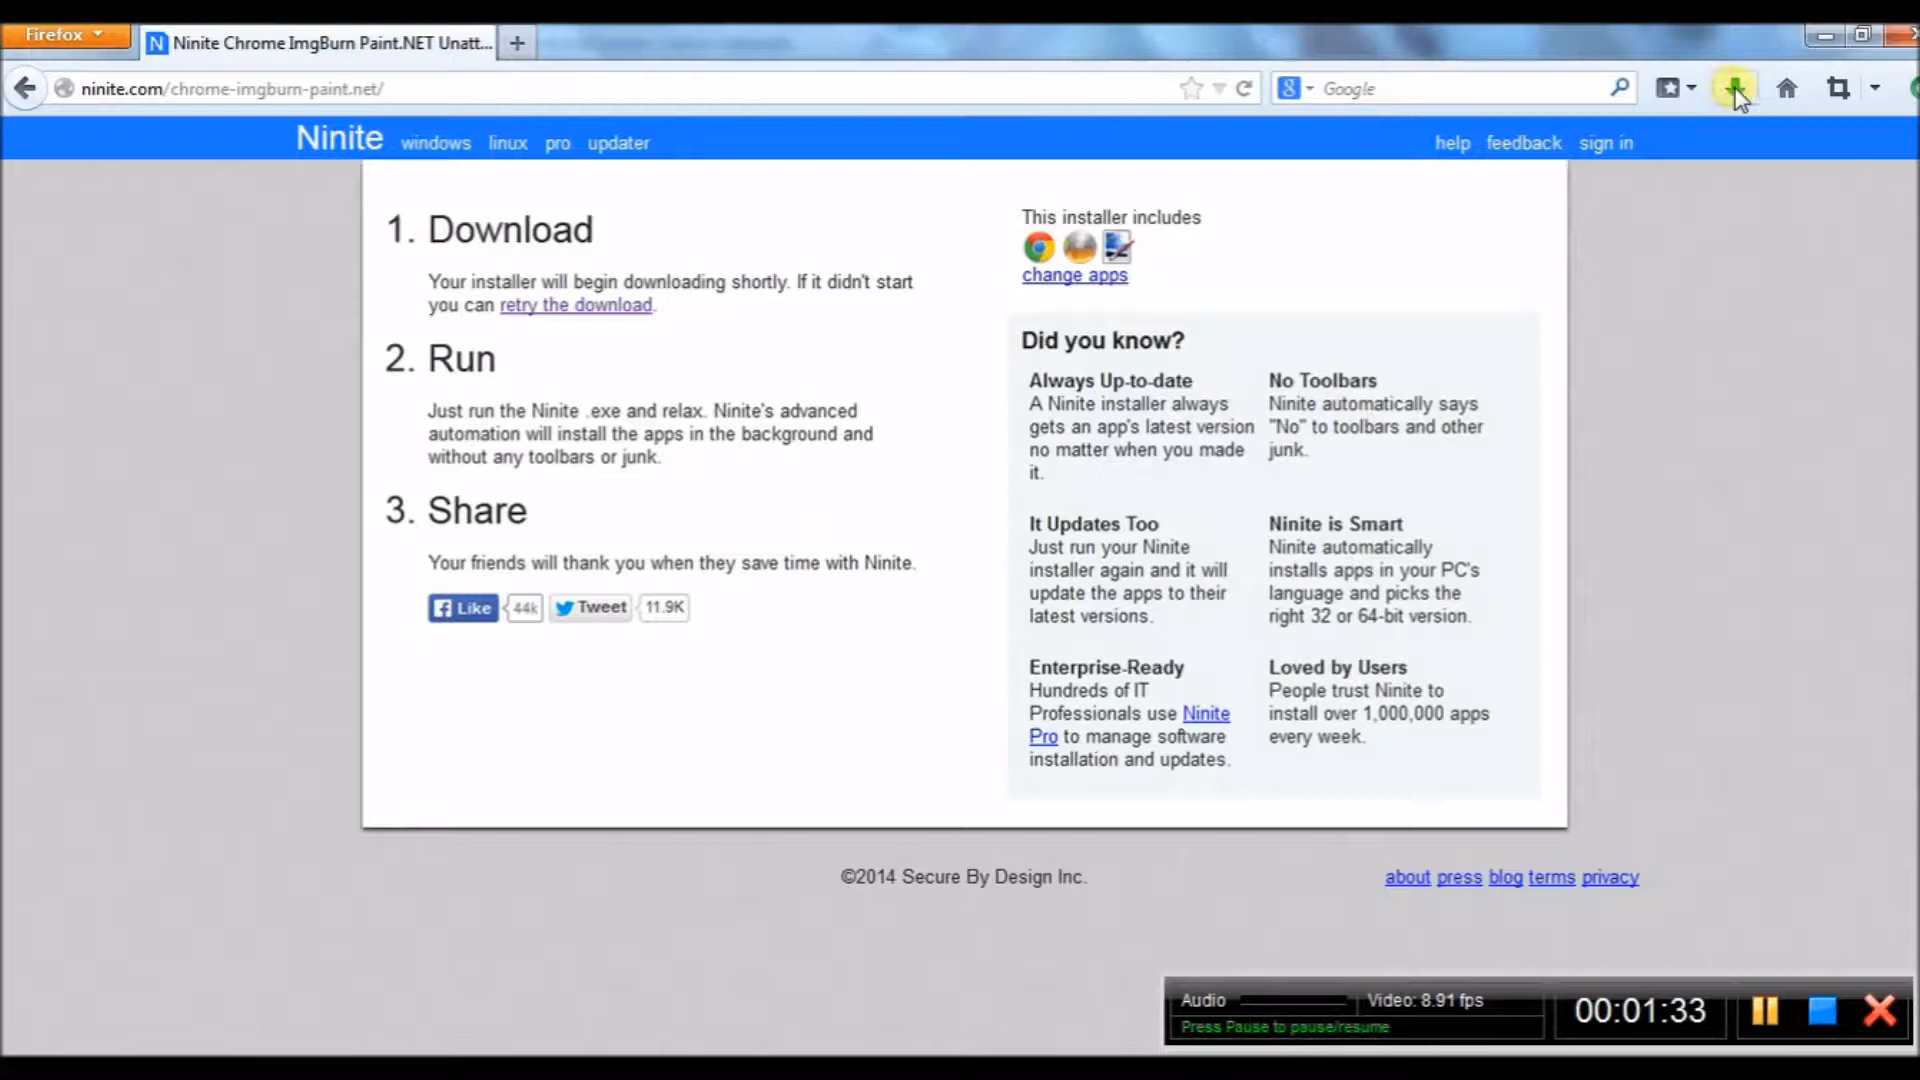 Firefox
Ninite Chrome ImgBurn Paint.NET Unatt...
ninite.com/chrome-imgburn-paint.net/
Google
Ninite windows linux pro updater
help feedback sign in
1. Download
Your installer will begin downloading shortly. If it didn't start
you can retry the download.
2. Run
Just run the Ninite .exe and relax. Ninite's advanced
automation will install the apps in the background and
without any toolbars or junk.
3. Share
Your friends will thank you when they save time with Ninite.
Like 44k Tweet 11.9K
This installer includes
change apps
Did you know?
Always Up-to-date
A Ninite installer always
gets an app's latest version
no matter when you made
it.
No Toolbars
Ninite automatically says
"No" to toolbars and other
junk.
It Updates Too
Just run your Ninite
installer again and it will
update the apps to their
latest versions.
Ninite is Smart
Ninite automatically
installs apps in your PC's
language and picks the
right 32 or 64-bit version.
Enterprise-Ready
Hundreds of IT
Professionals use Ninite
Pro to manage software
installation and updates.
Loved by Users
People trust Ninite to
install over 1,000,000 apps
every week.
©2014 Secure By Design Inc.
about press blog terms privacy
Audio
Video: 8.91 fps
Press Pause to pause/resume
00:01:33